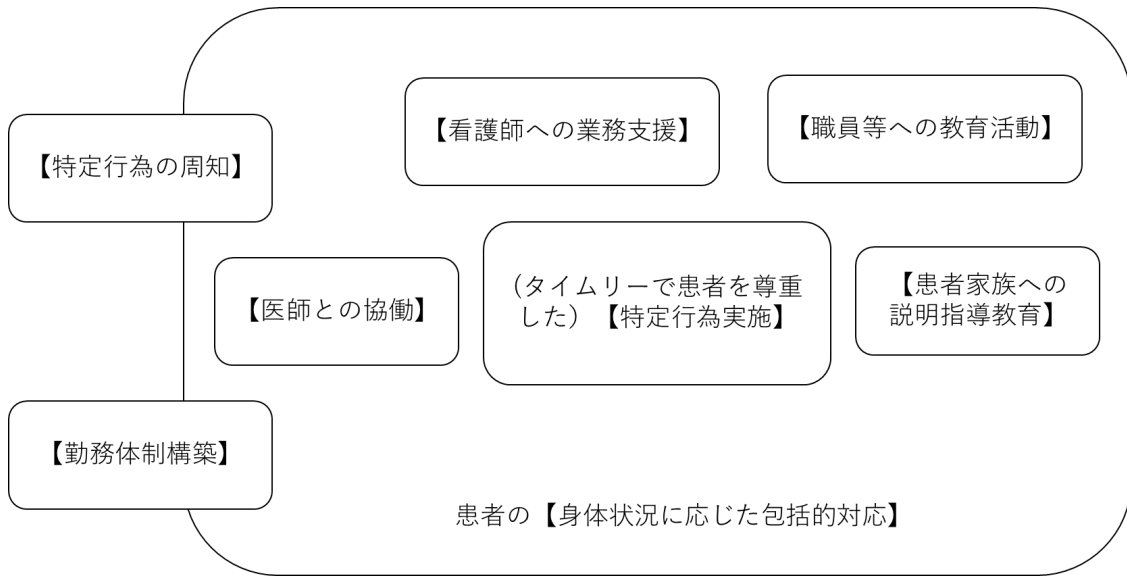 【看護師への業務支援】
【職員等への教育活動】
【特定行為の周知】
【医師との協働】
（タイムリーで患者を尊重
した）【特定行為実施】
【患者家族への
説明指導教育】
【勤務体制構築】
患者の【身体状況に応じた包括的対応】